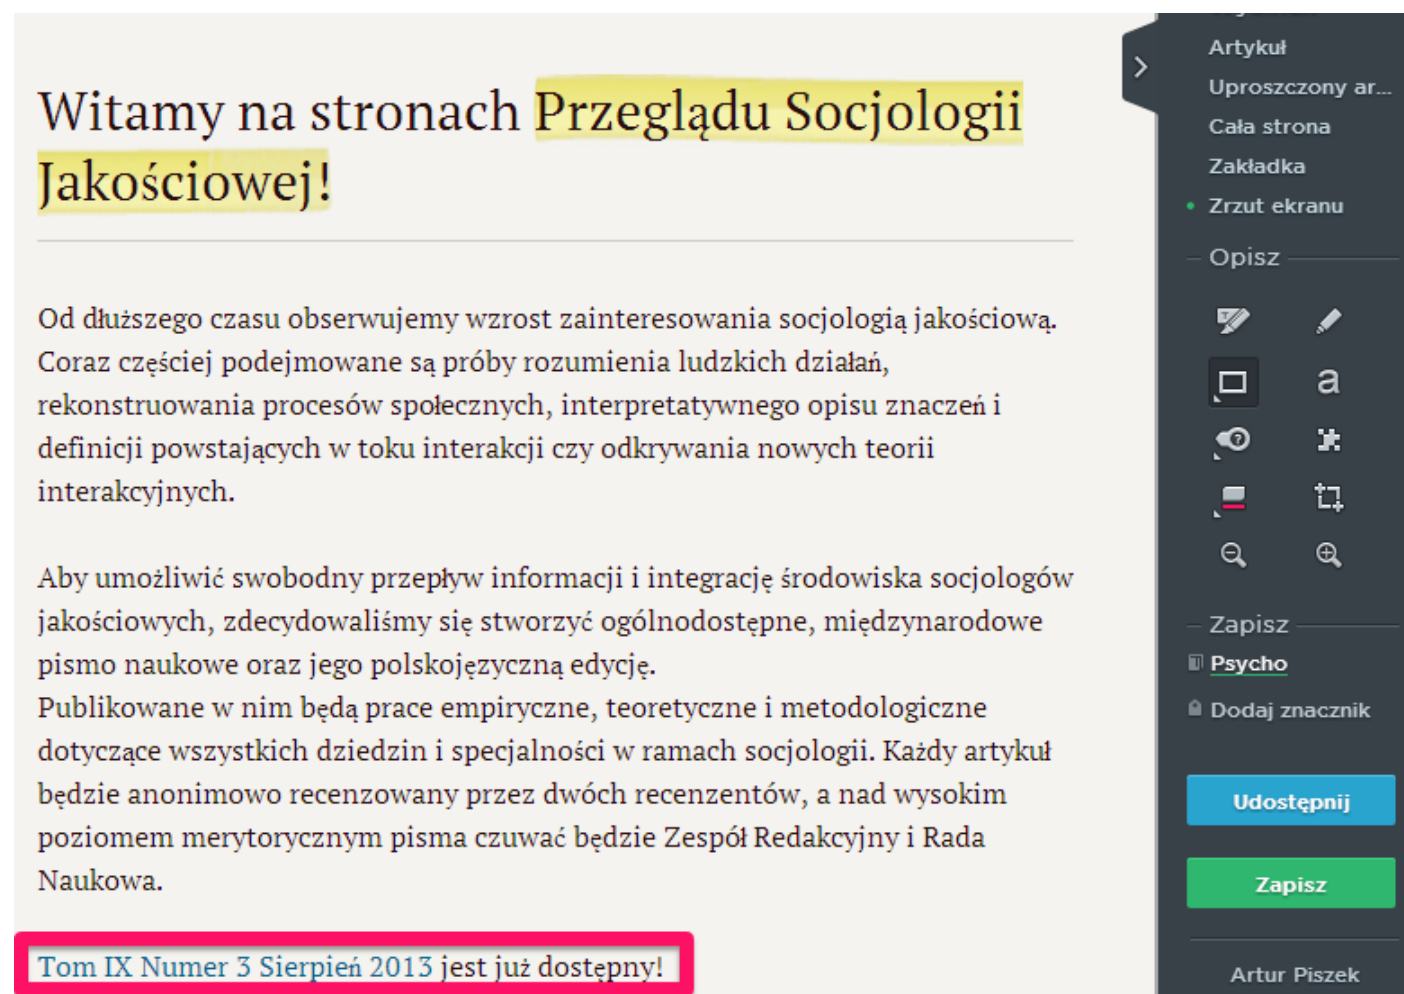 Witamy na stronach Przeglądu Socjologii
Jakościowej!
Od dłuższego czasu obserwujemy wzrost zainteresowania socjologią jakościową.
Coraz częściej podejmowane są próby rozumienia ludzkich działań,
rekonstruowania procesów społecznych, interpretatywnego opisu znaczeń i
definicji powstających w toku interakcji czy odkrywania nowych teorii
interakcyjnych.
Aby umożliwić swobodny przepływ informacji i integrację środowiska socjologów
jakościowych, zdecydowaliśmy się stworzyć ogólnodostępne, międzynarodowe
pismo naukowe oraz jego polskojęzyczną edycję.
Publikowane w nim będą prace empiryczne, teoretyczne i metodologiczne
dotyczące wszystkich dziedzin i specjalności w ramach socjologii. Każdy artykuł
będzie anonimowo recenzowany przez dwóch recenzentów, a nad wysokim
poziomem merytorycznym pisma czuwać będzie Zespół Redakcyjny i Rada
Naukowa.
Tom IX Numer 3 Sierpień 2013 jest już dostępny!
Artykuł
Uproszczony ar...
Cała strona
Zakładka
Zrzut ekranu
Opisz
a
Zapisz
Psycho
Dodaj znacznik
Udostępnij
Zapisz
Artur Piszek